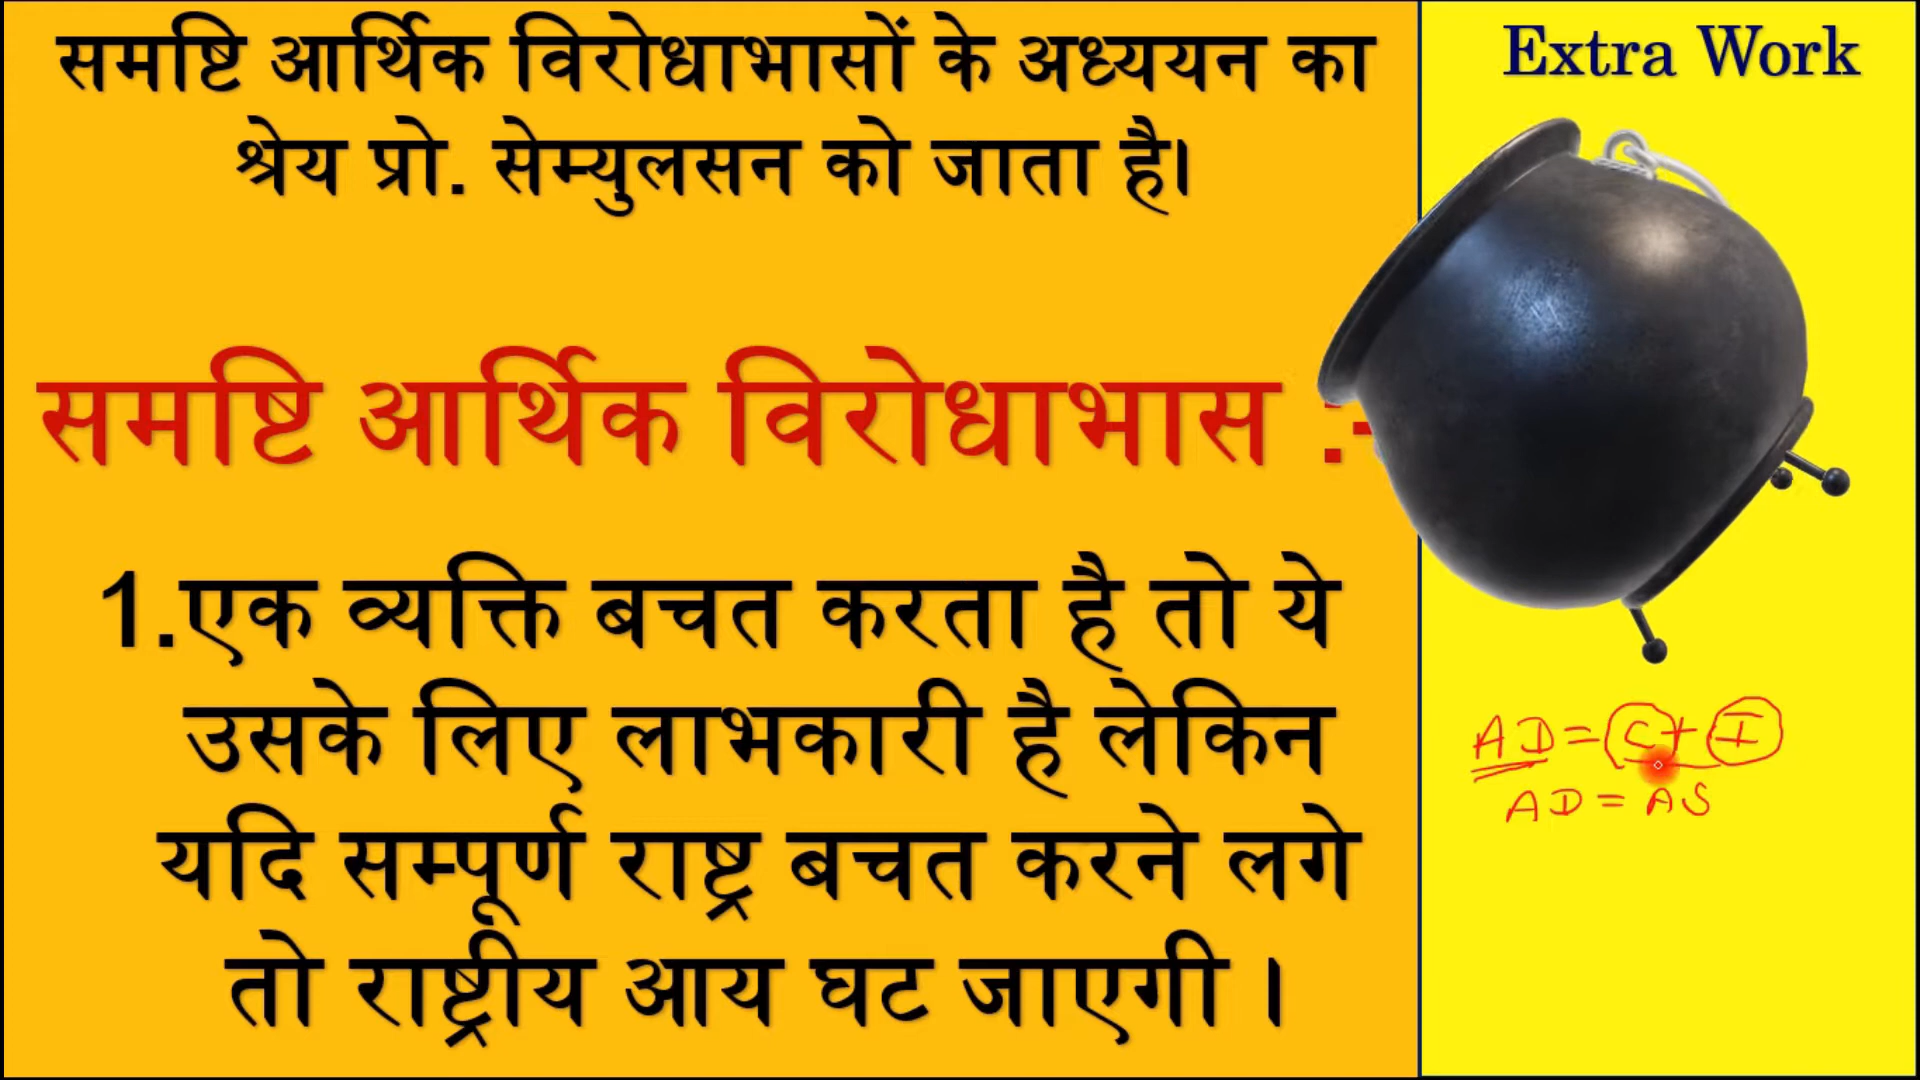 समष्टि आर्थिक विरोधाभासों के अध्ययन का
श्रेय प्रो. सेम्युलसन को जाता है।
समष्टि आर्थिक विरोधाभास :-
1.एक व्यक्ति बचत करता है तो ये
उसके लिए लाभकारी है लेकिन
यदि सम्पूर्ण राष्ट्र बचत करने लगे
तो राष्ट्रीय आय घट जाएगी ।
Extra Work
AD = C + I
AD = AS